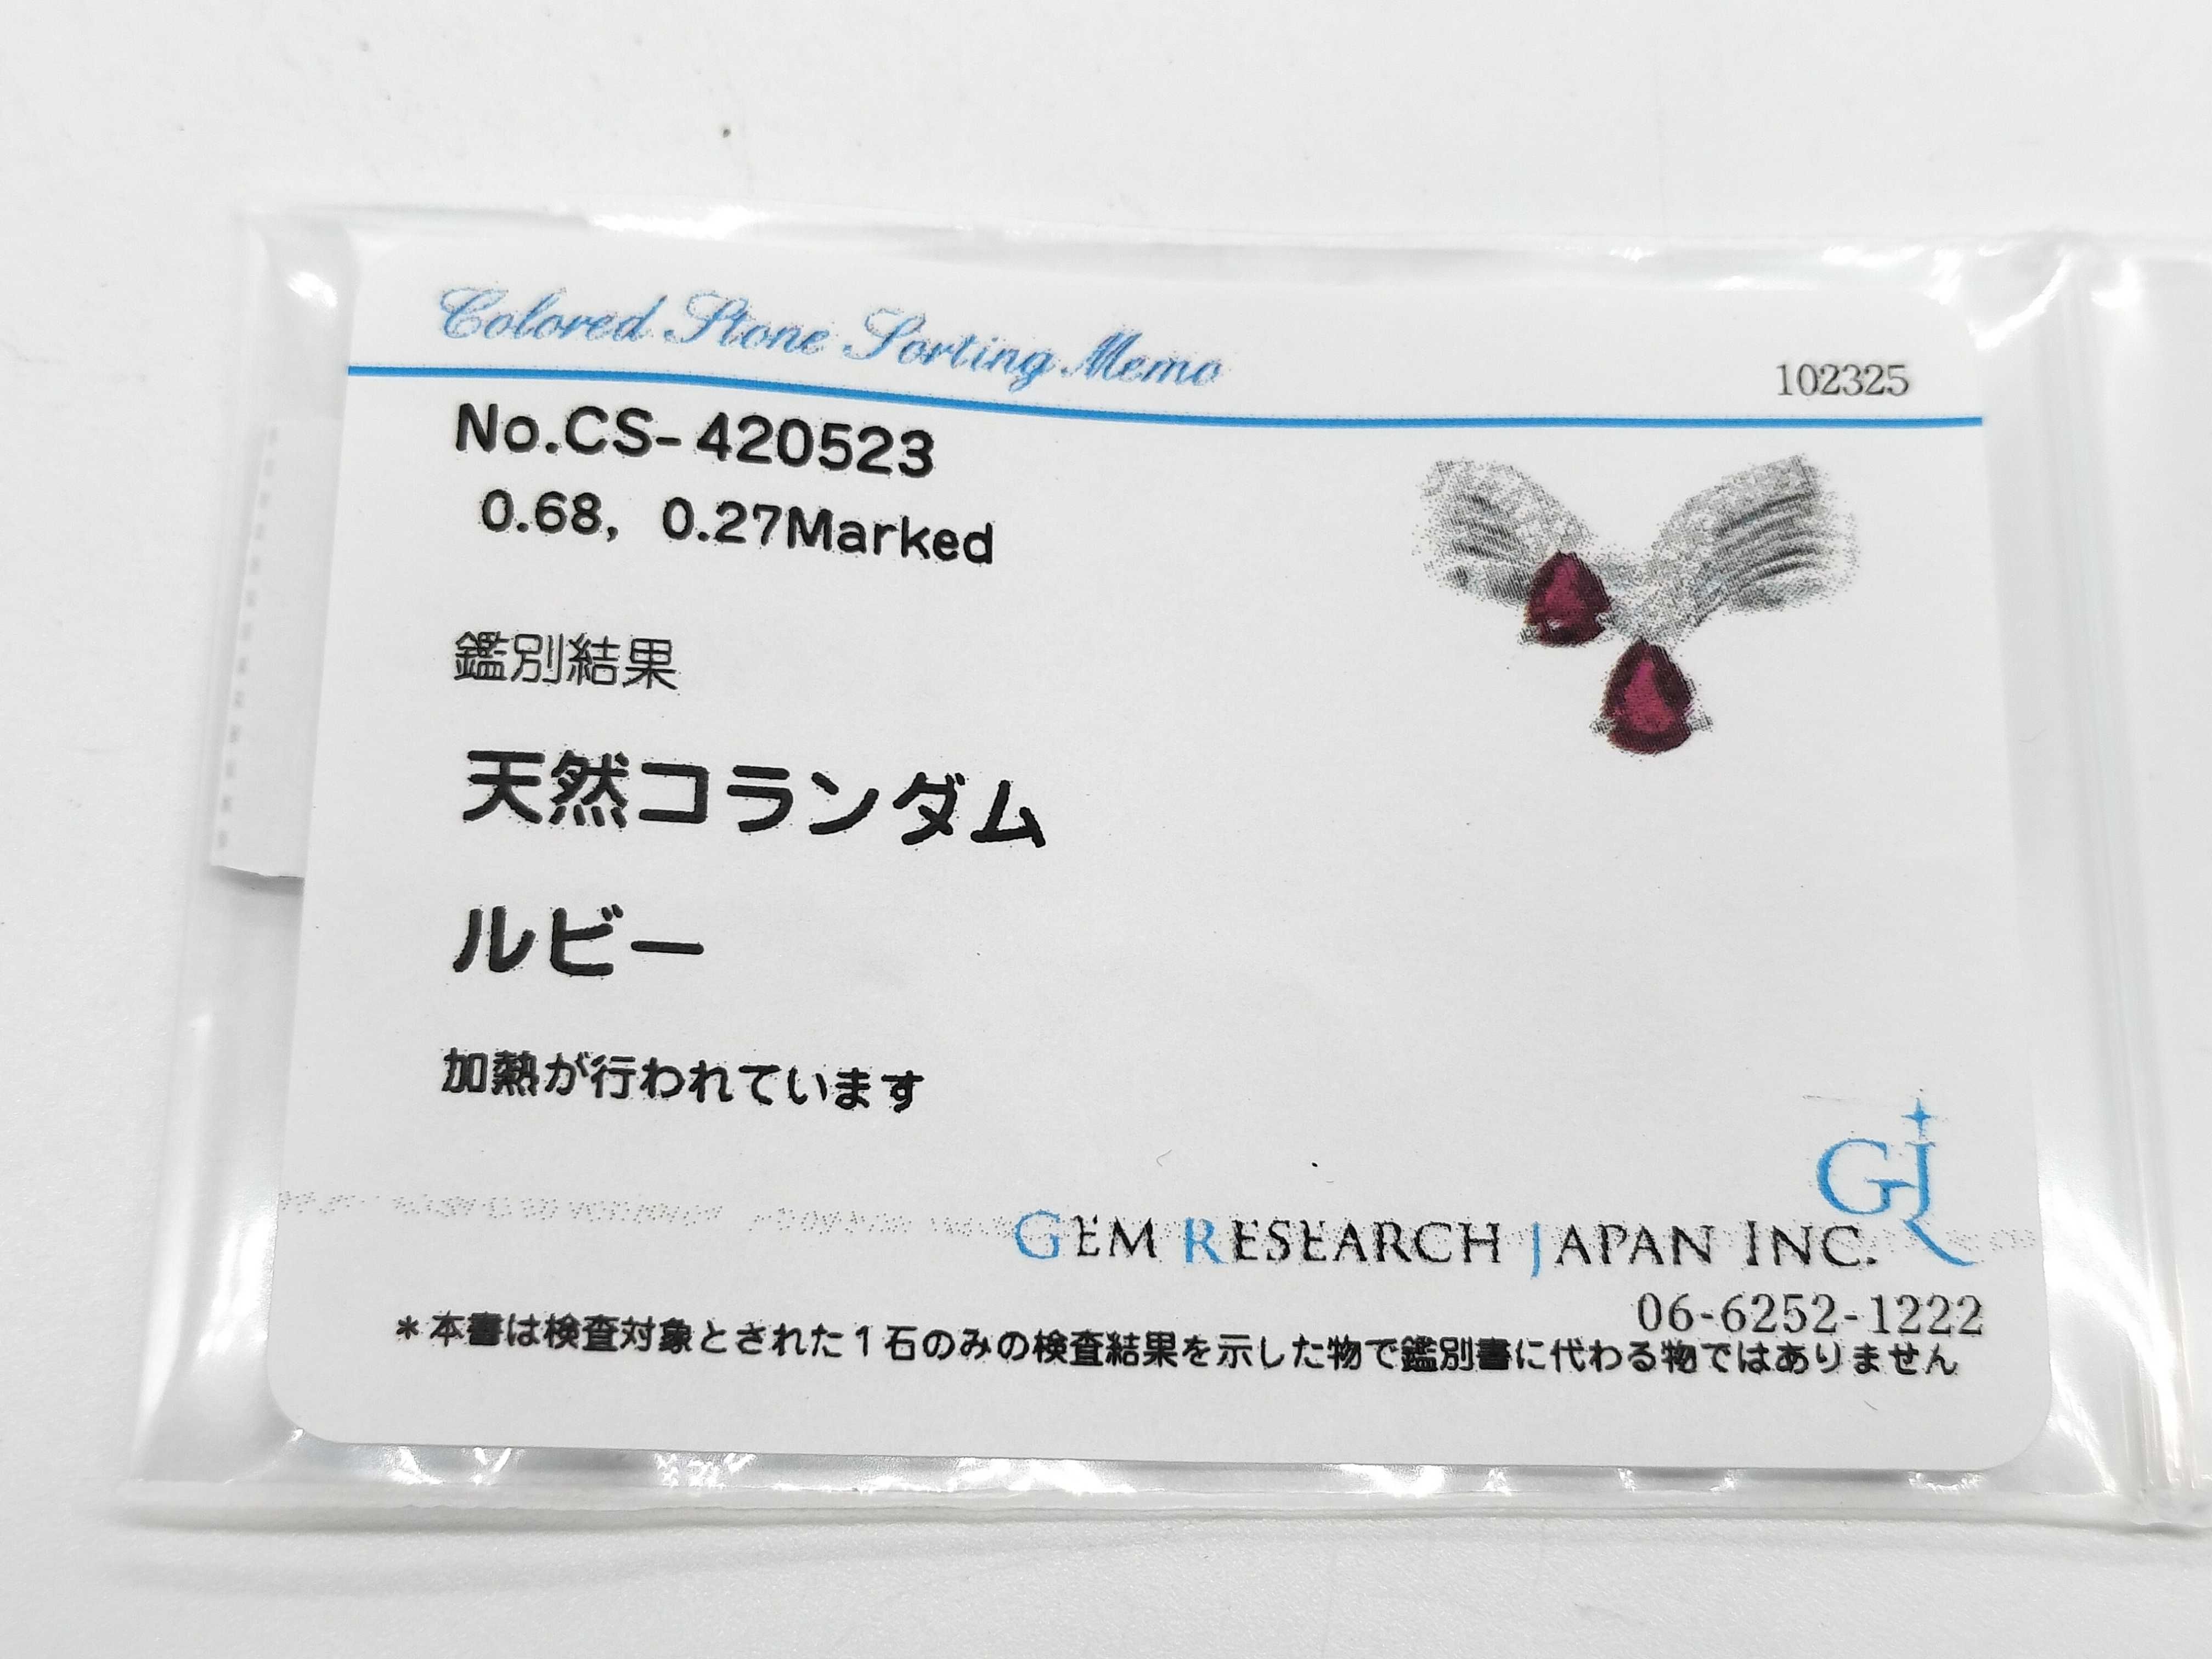 Colored Stone Sorting Memo
102325
No.CS-420523
0.68, 0.27Marked
鑑別結果
天然コランダム
ルビー
加熱が行われています
GEM RESEARCH JAPAN INC.
06-6252-1222
*本書は検査対象とされた1石のみの検査結果を示した物で鑑別書に代わる物ではありません